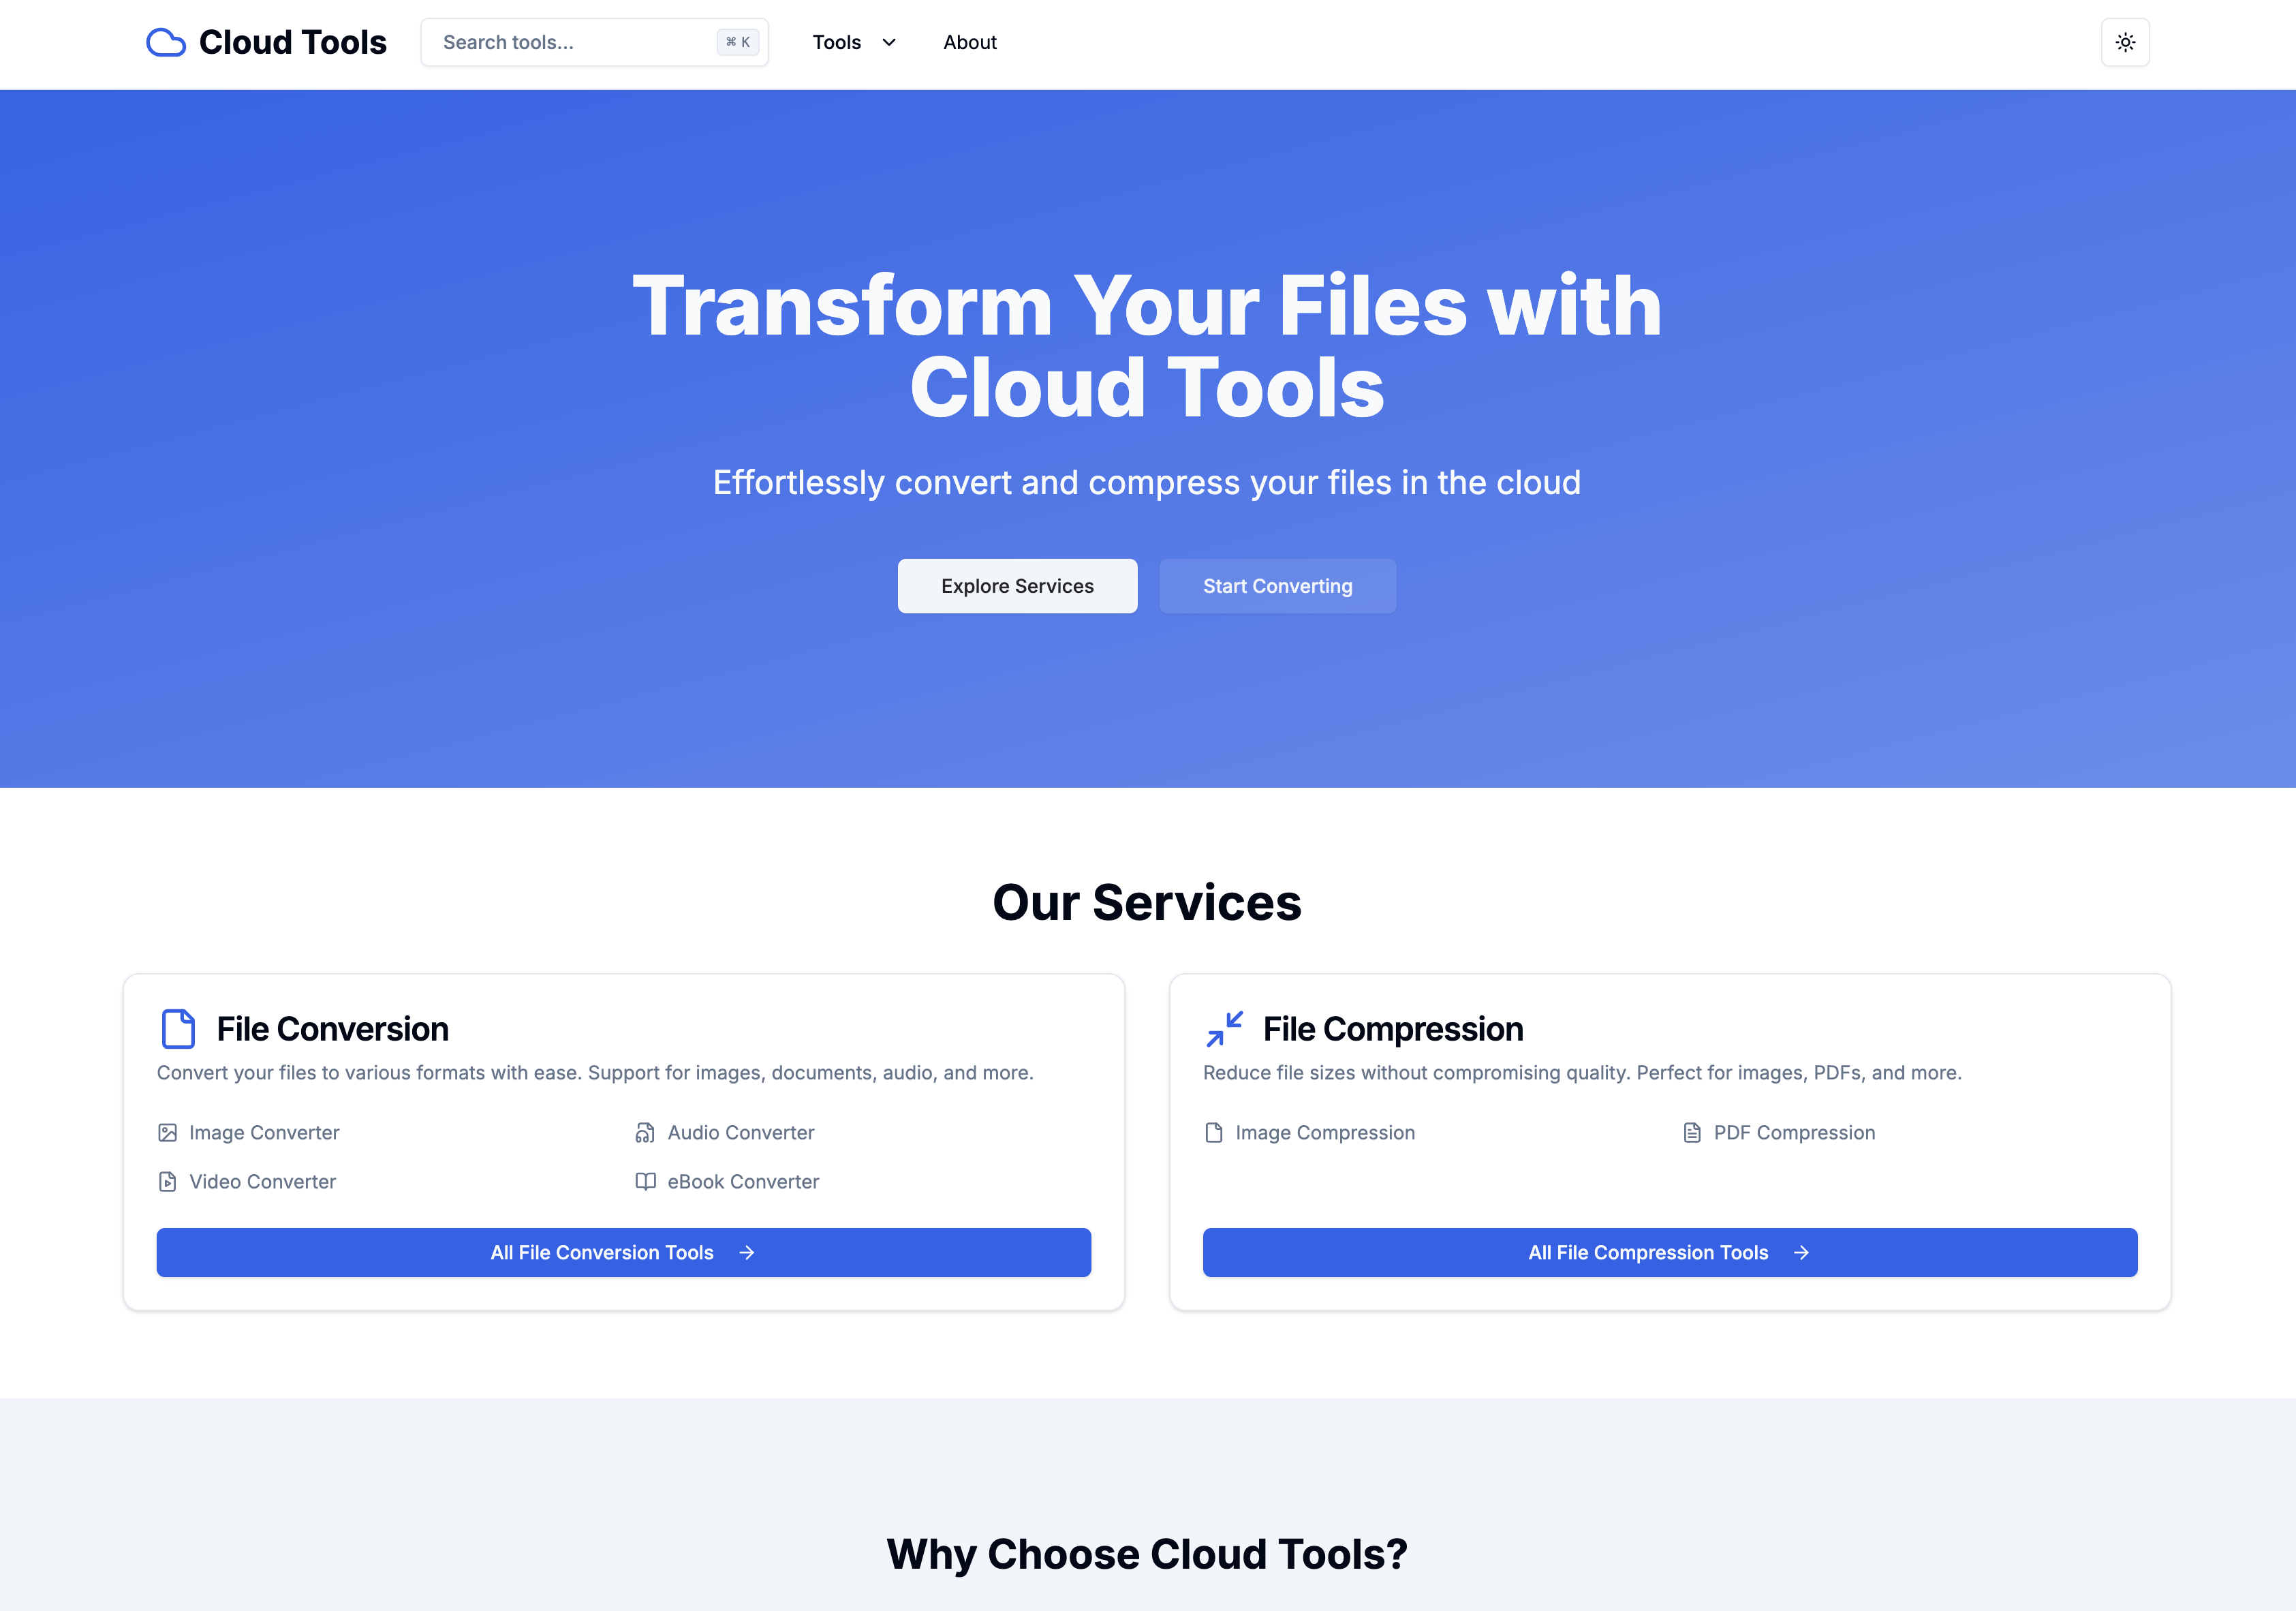 Cloud Tools
Search tools...
⌘ K
Tools
About
Transform Your Files with
Cloud Tools
Effortlessly convert and compress your files in the cloud
Explore Services
Start Converting
Our Services
File Conversion
Convert your files to various formats with ease. Support for images, documents, audio, and more.
Image Converter
Audio Converter
Video Converter
eBook Converter
All File Conversion Tools →
File Compression
Reduce file sizes without compromising quality. Perfect for images, PDFs, and more.
Image Compression
PDF Compression
All File Compression Tools →
Why Choose Cloud Tools?